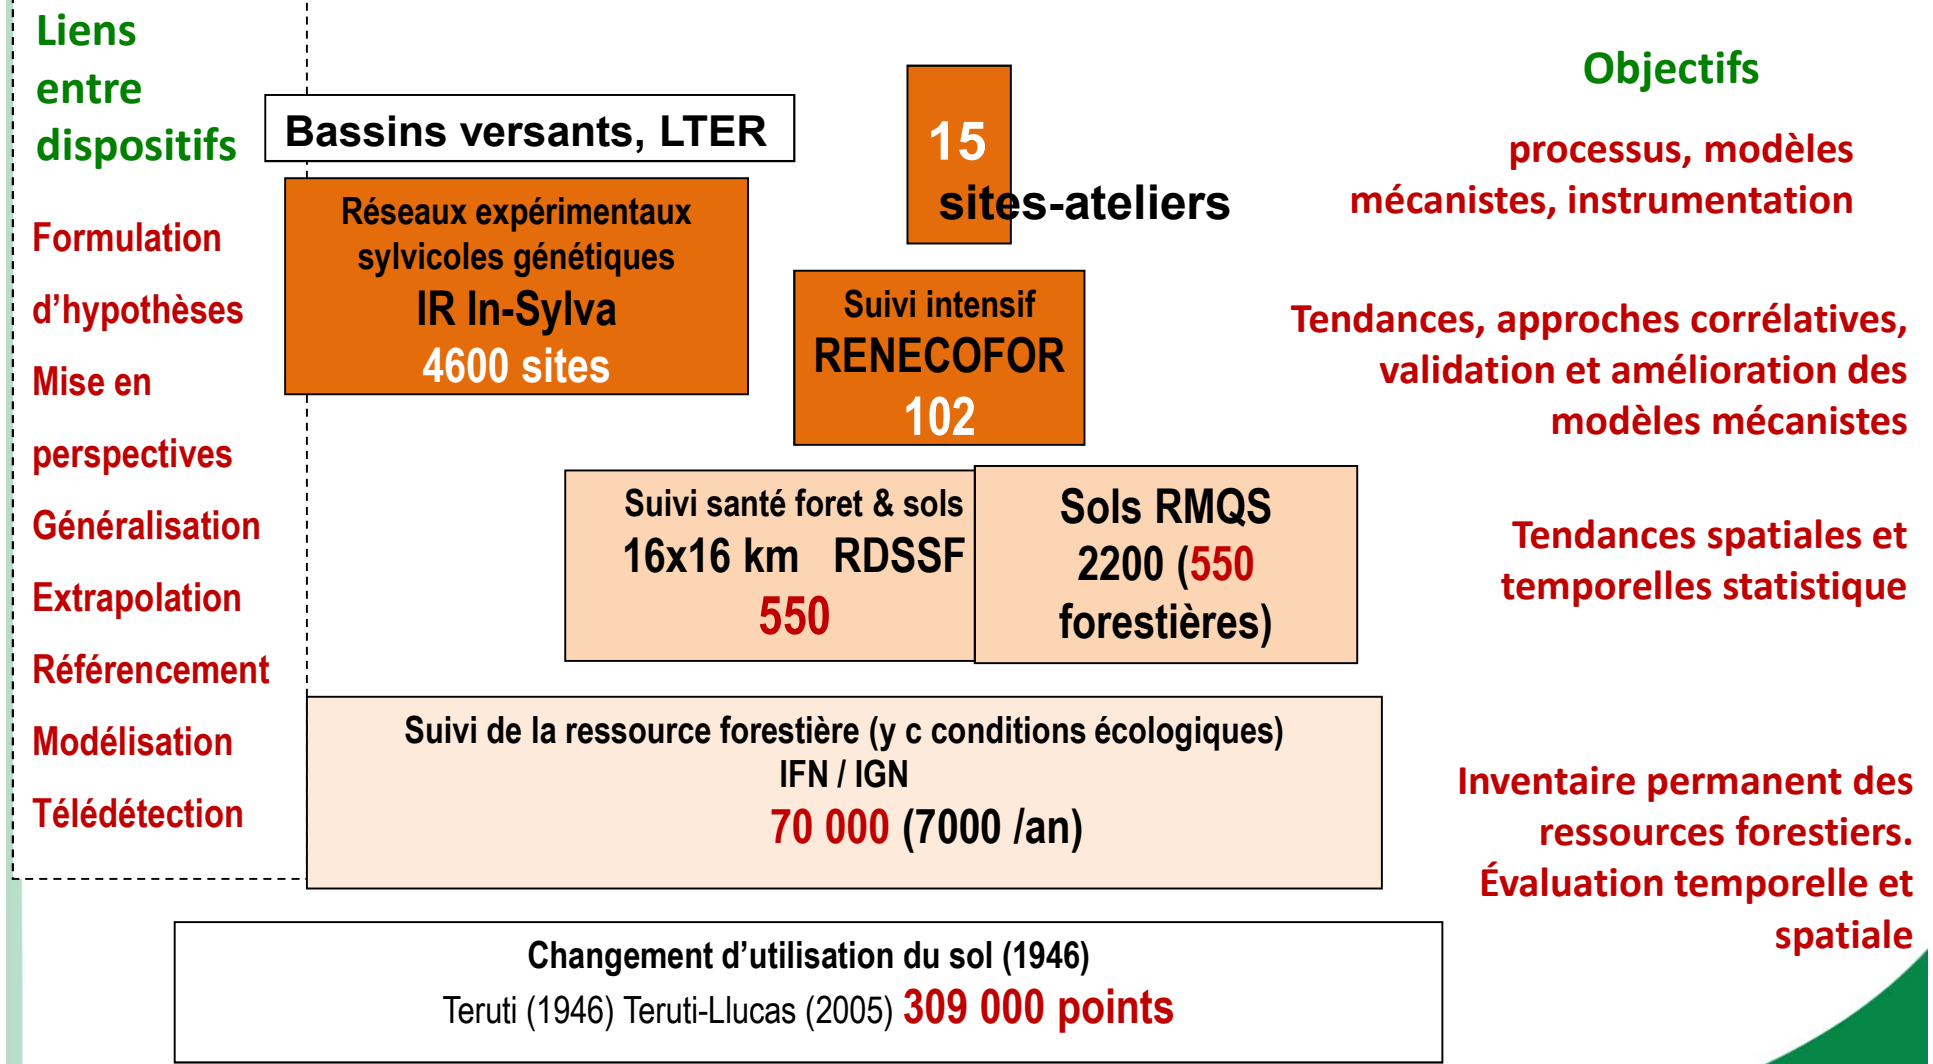 Liens
entre
dispositifs
Formulation
d’hypothèses
Mise en
perspectives
Généralisation
Extrapolation
Référencement
Modélisation
Télédétection
Bassins versants, LTER
Réseaux expérimentaux
sylvicoles génétiques
IR In-Sylva
4600 sites
15
sites-ateliers
Suivi intensif
RENECOFOR
102
Suivi santé foret & sols
16x16 km RDSSF
550
Sols RMQS
2200 (550
forestières)
Suivi de la ressource forestière (y c conditions écologiques)
IFN / IGN
70 000 (7000 /an)
Changement d’utilisation du sol (1946)
Teruti (1946) Teruti-Llucas (2005) 309 000 points
Objectifs
processus, modèles
mécanistes, instrumentation
Tendances, approches corrélatives,
validation et amélioration des
modèles mécanistes
Tendances spatiales et
temporelles statistique
Inventaire permanent des
ressources forestiers.
Évaluation temporelle et
spatiale